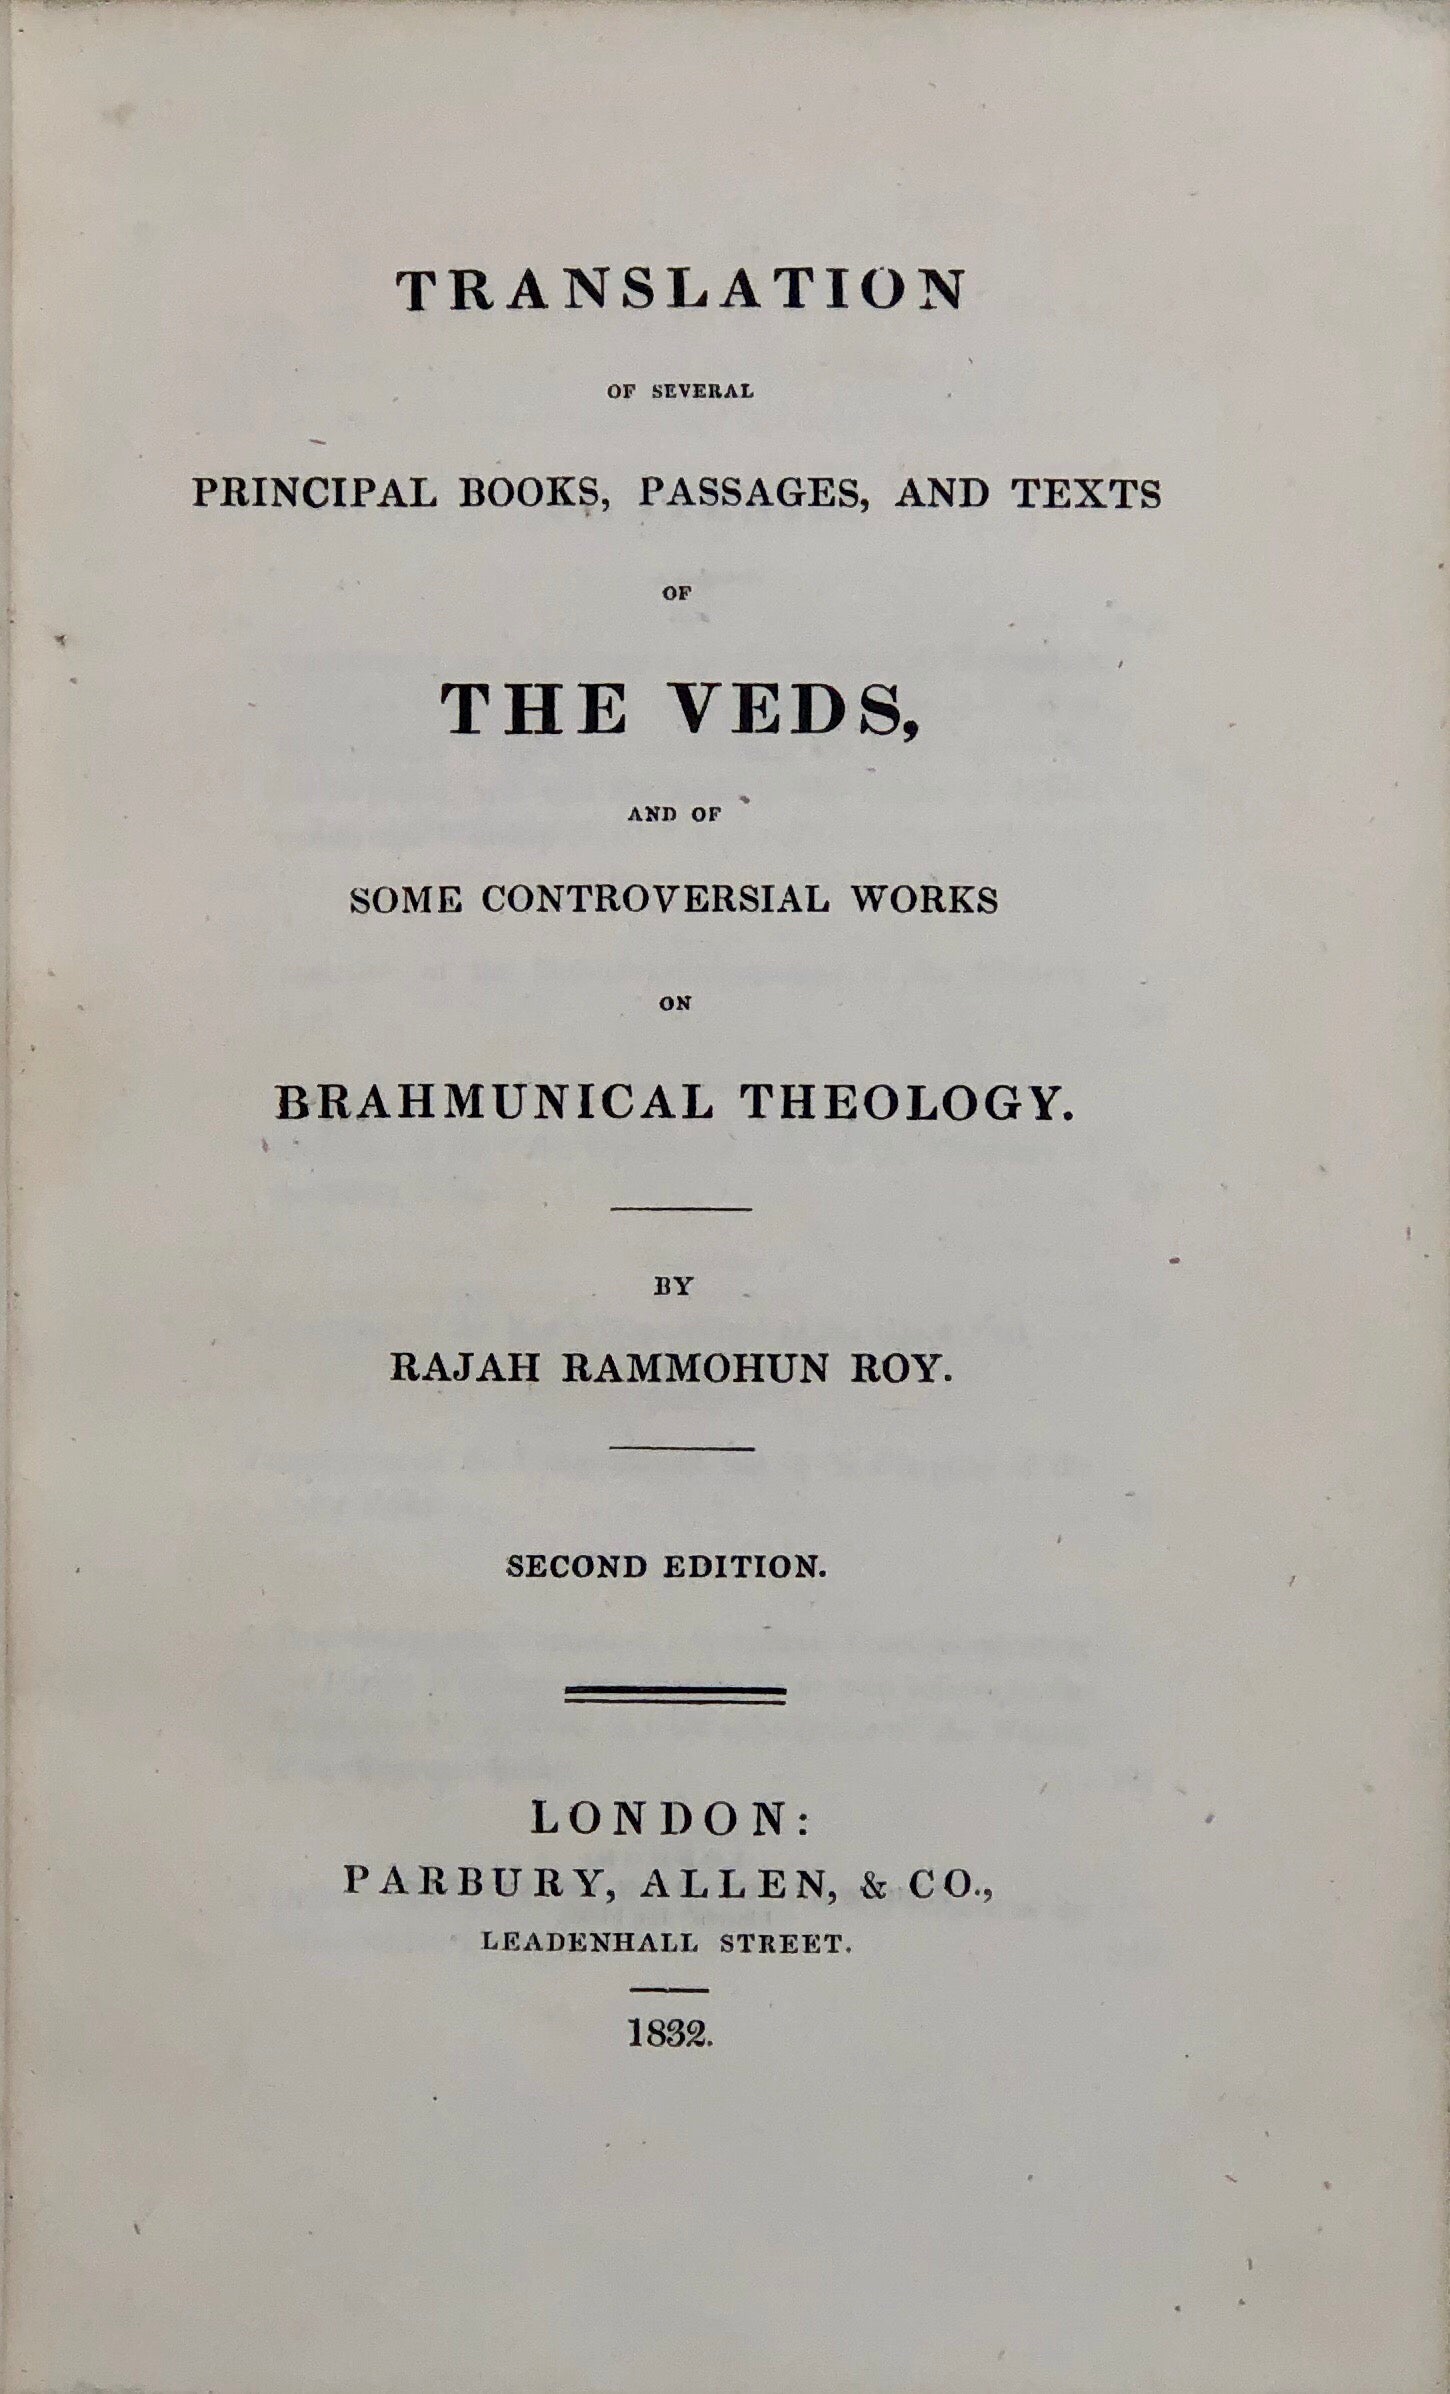 TRANSLATION
OF SEVERAL
PRINCIPAL BOOKS, PASSAGES, AND TEXTS
OF
THE VEDS,
AND OF
SOME CONTROVERSIAL WORKS
ON
BRAHMUNICAL THEOLOGY.
BY
RAJAH RAMMOHUN ROY.
SECOND EDITION.
LONDON:
PARBURY, ALLEN, & CO.,
LEADENHALL STREET.
1832.